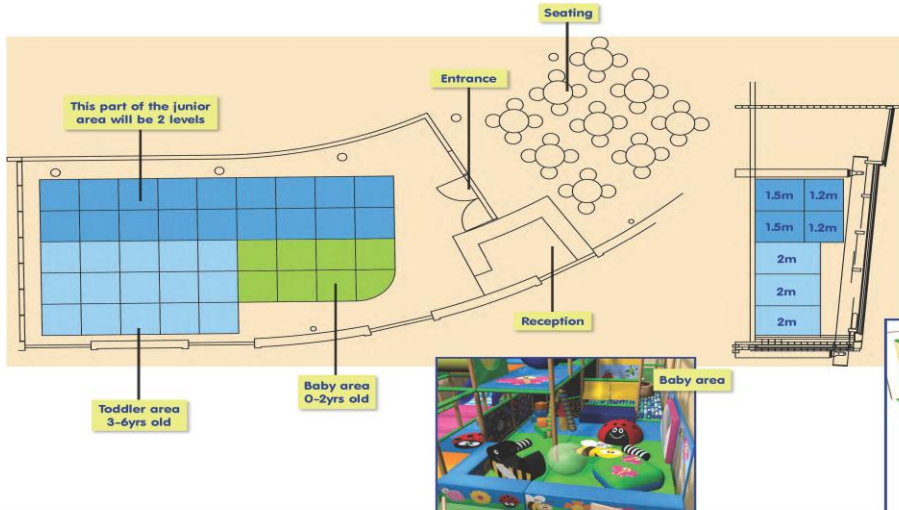 Seating
Entrance
This part of the junior
area will be 2 levels
1.5m 1.2m
1.5m 1.2m
2m
2m
2m
Reception
Baby area
0-2yrs old
Toddler area
3-6yrs old
Baby area